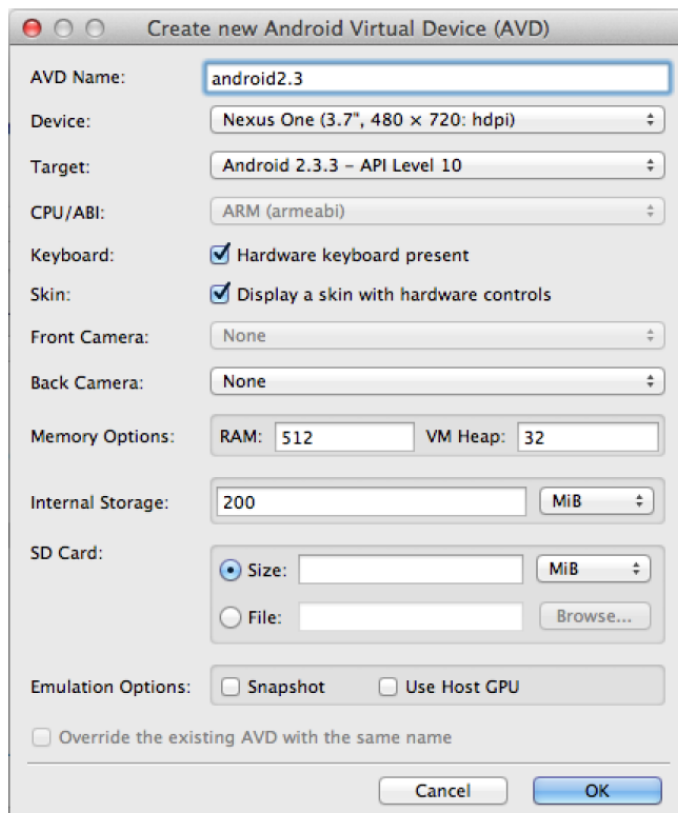 Create new Android Virtual Device (AVD)
AVD Name: android2.3
Device: Nexus One (3.7", 480 × 720: hdpi)
Target: Android 2.3.3 – API Level 10
CPU/ABI: ARM (armeabi)
Keyboard: Hardware keyboard present
Skin: Display a skin with hardware controls
Front Camera: None
Back Camera: None
Memory Options: RAM: 512 VM Heap: 32
Internal Storage: 200 MiB
SD Card:
Size: MiB
File: Browse...
Emulation Options: Snapshot Use Host GPU
Override the existing AVD with the same name
Cancel OK